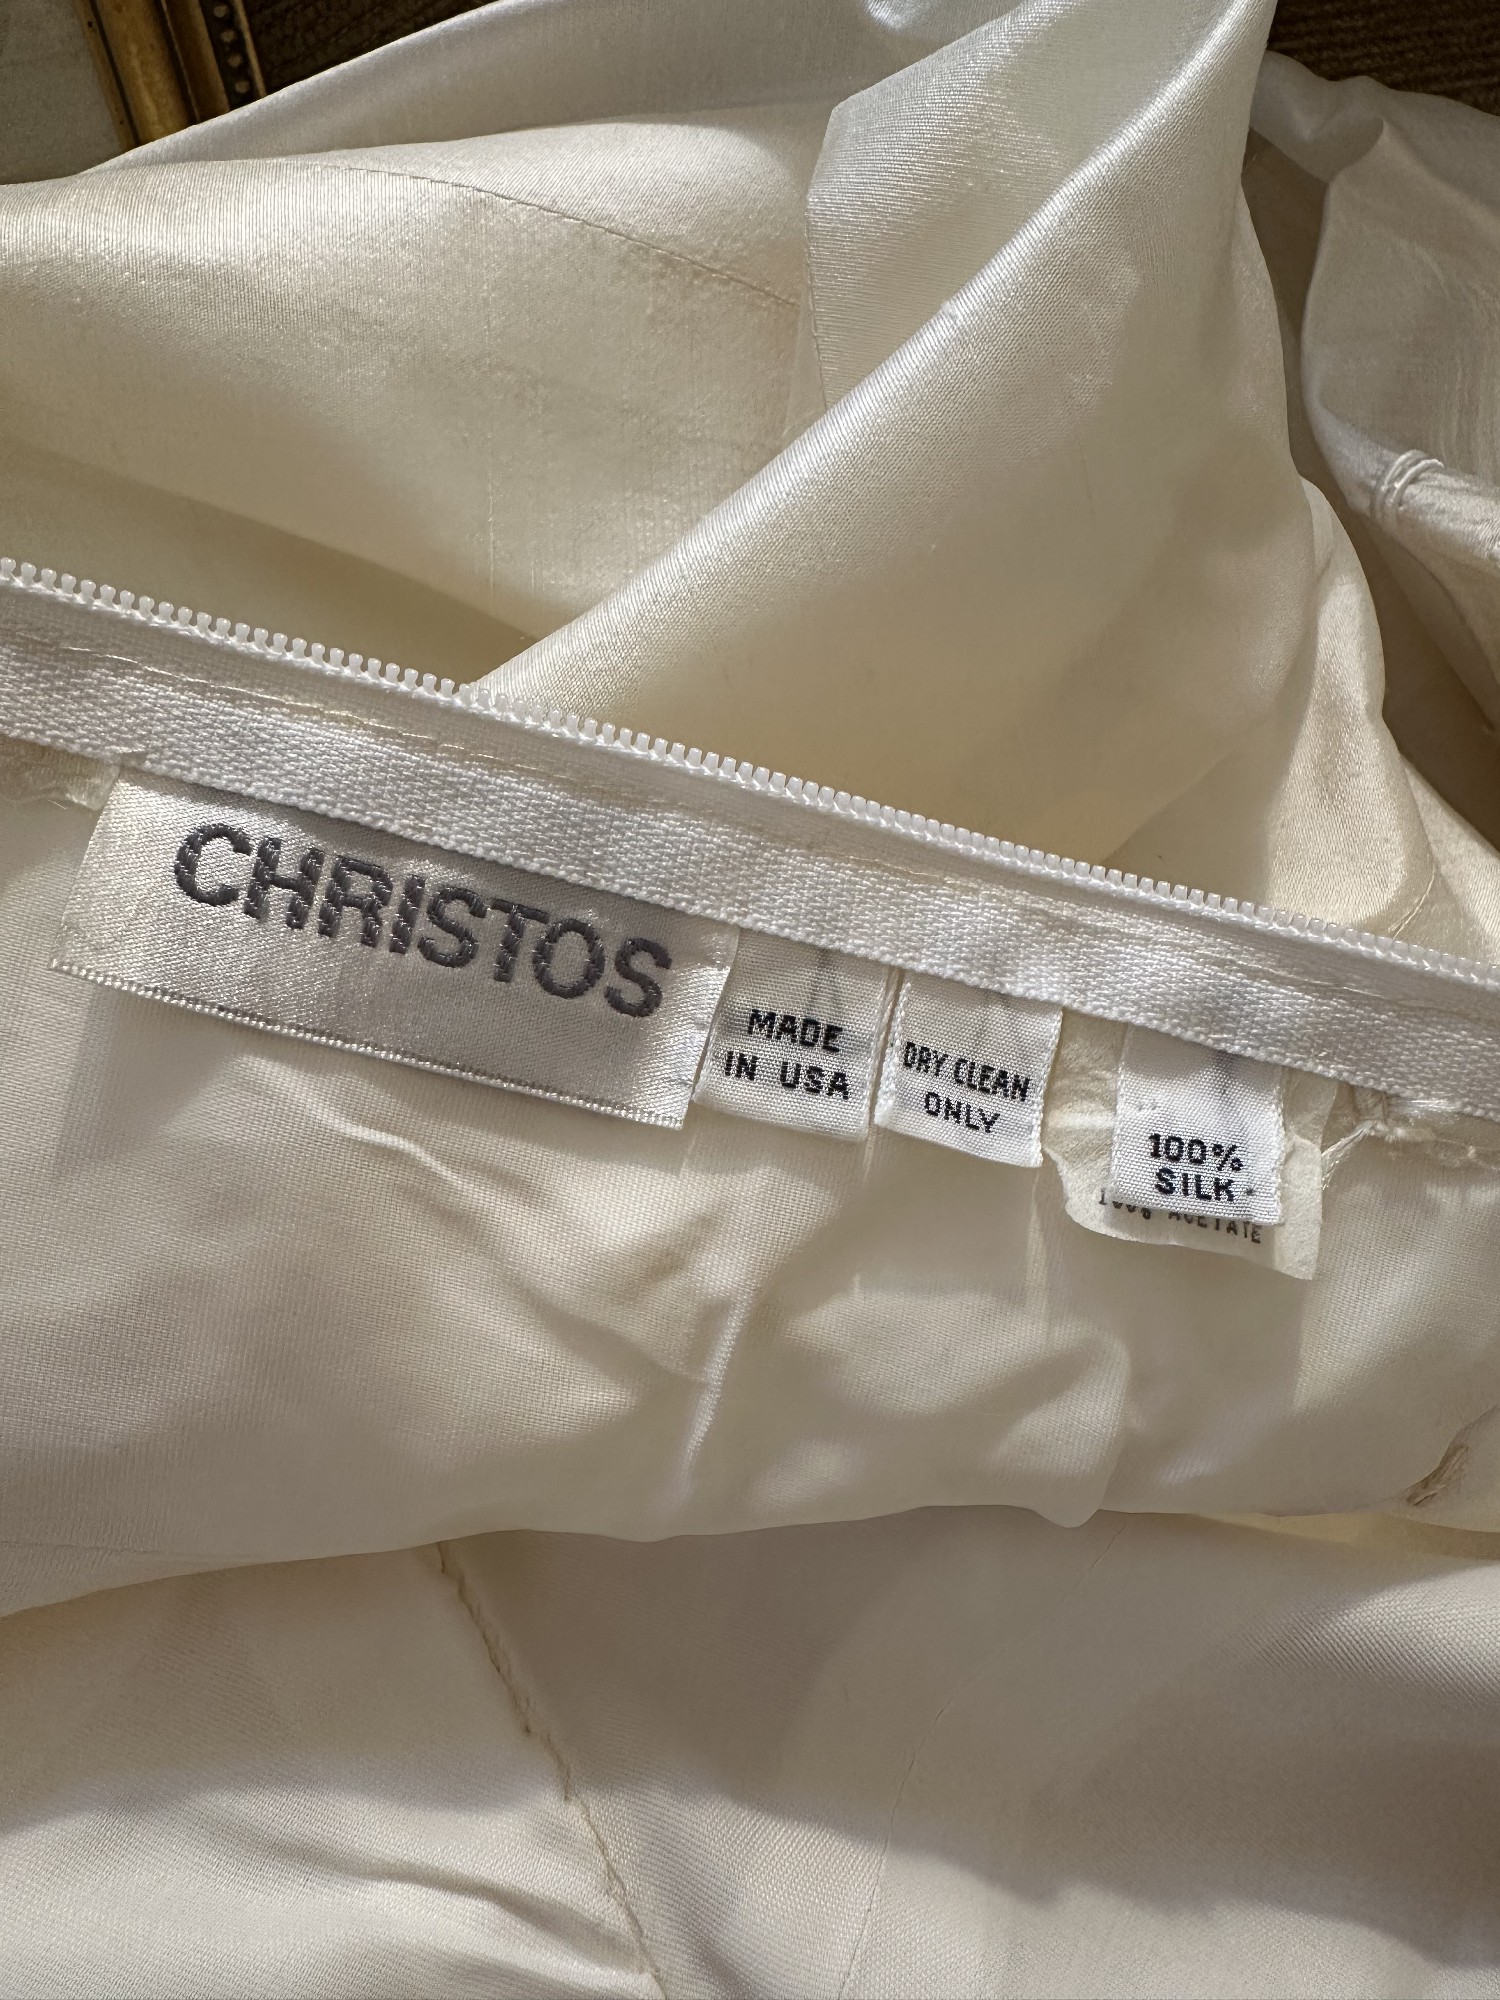 CHRISTOS
MADE
IN USA
DRY CLEAN
ONLY
100%
SILK
100% ACETATE